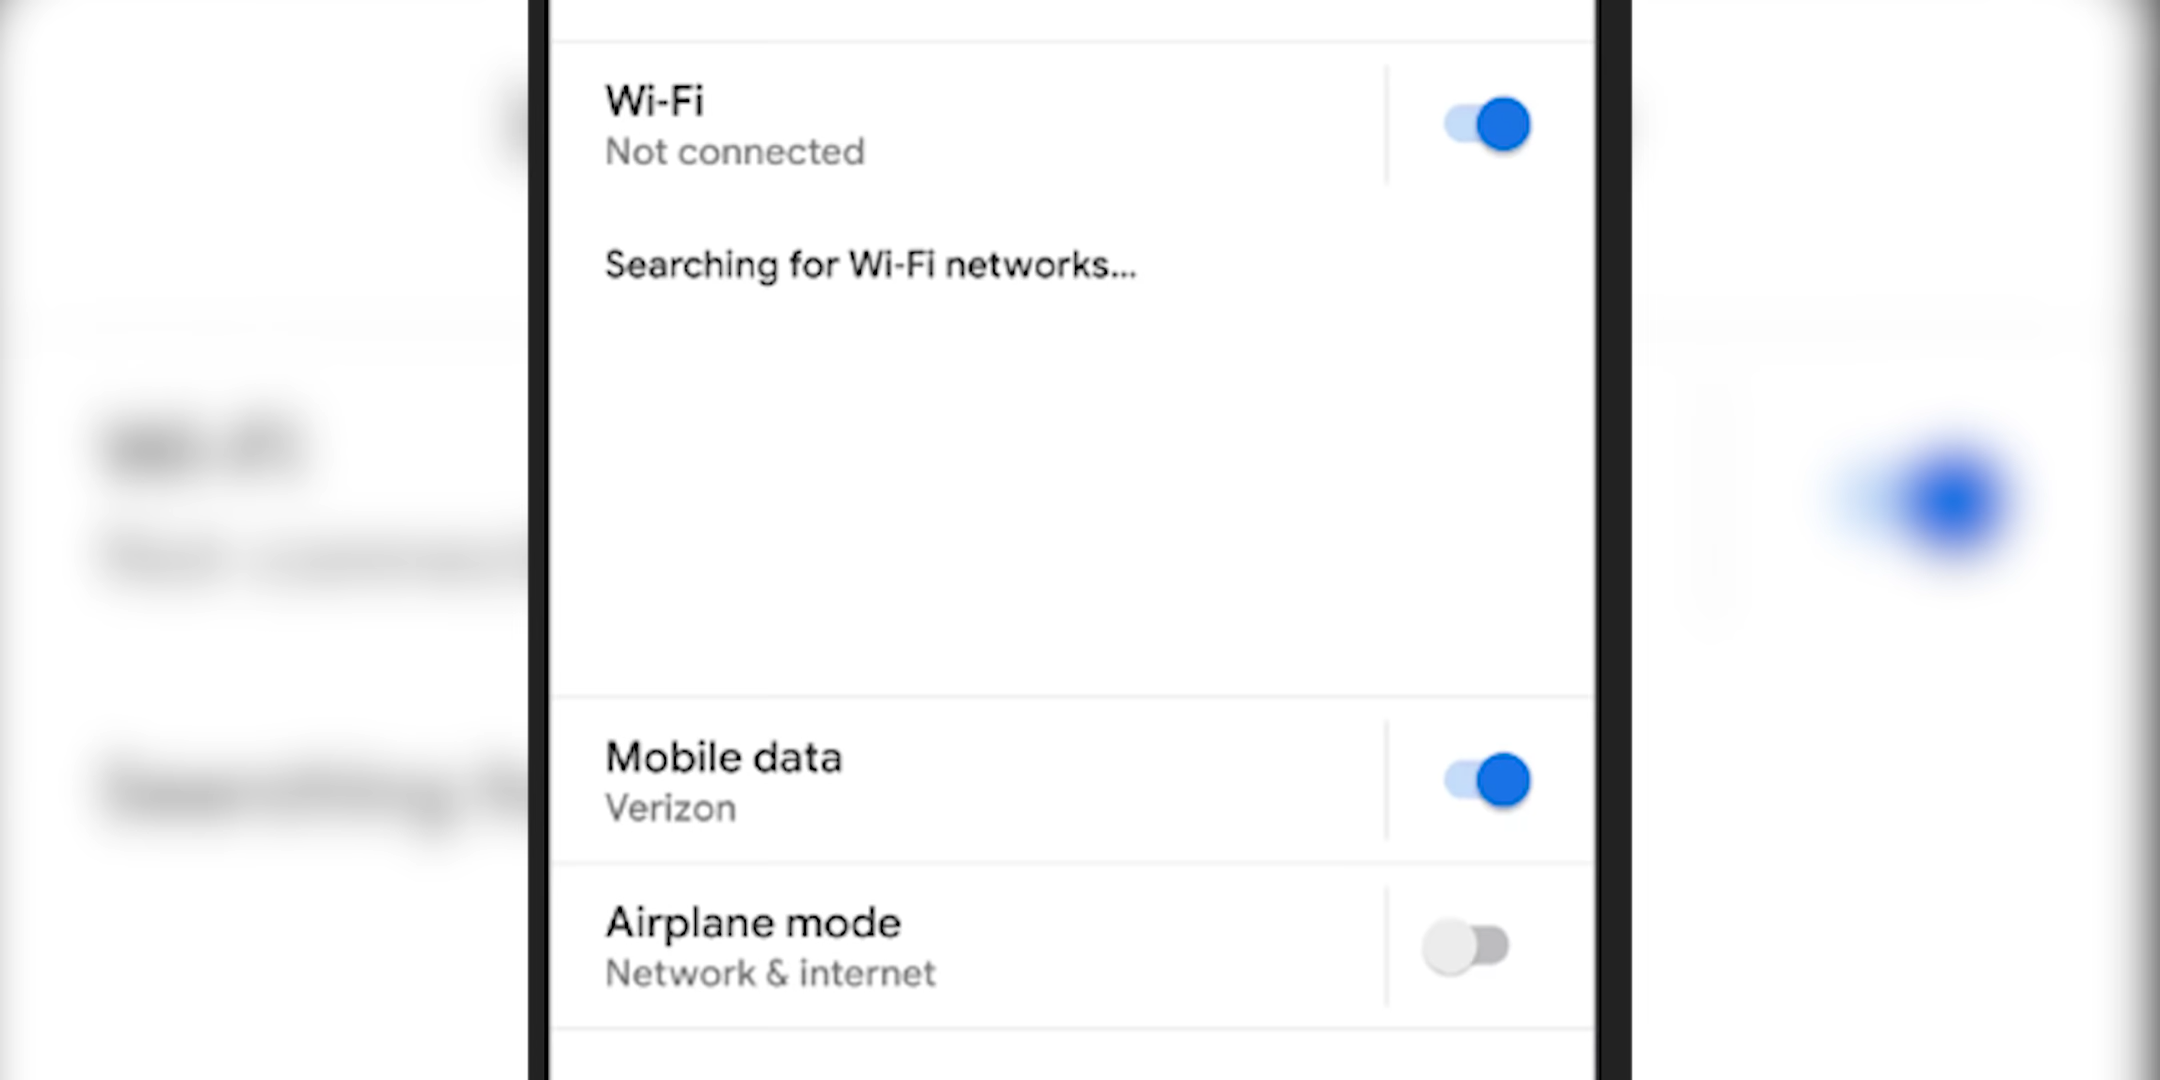 Wi-Fi
Not connected
Searching for Wi-Fi networks...
Mobile data
Verizon
Airplane mode
Network & internet